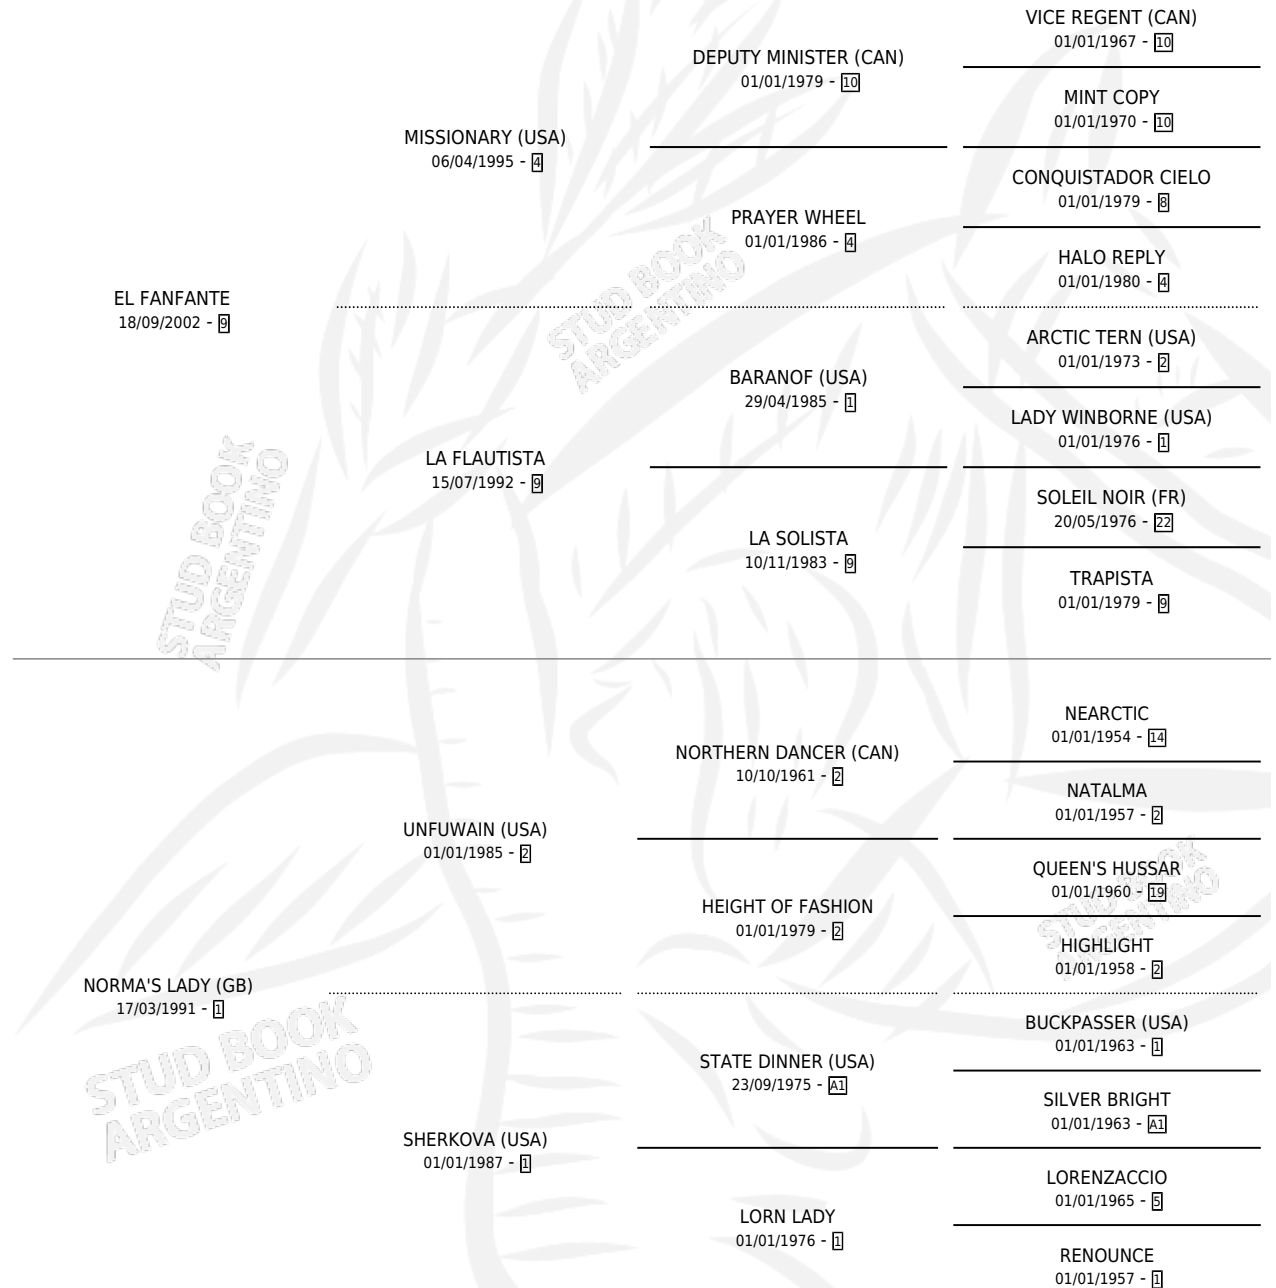 VICE REGENT (CAN)
01/01/1967 - 10
DEPUTY MINISTER (CAN)
01/01/1979 - 10
MINT COPY
01/01/1970 - 10
MISSIONARY (USA)
06/04/1995 - 4
CONQUISTADOR CIELO
01/01/1979 - 8
PRAYER WHEEL
01/01/1986 - 4
HALO REPLY
01/01/1980 - 4
EL FANFANTE
18/09/2002 - 9
ARCTIC TERN (USA)
01/01/1973 - 2
BARANOF (USA)
29/04/1985 - 1
LADY WINBORNE (USA)
01/01/1976 - 1
LA FLAUTISTA
15/07/1992 - 9
SOLEIL NOIR (FR)
20/05/1976 - 22
LA SOLISTA
10/11/1983 - 9
TRAPISTA
01/01/1979 - 9
STUD BOOK
ARGENTINO
STUD BOOK
ARGENTINO
NEARCTIC
01/01/1954 - 14
NORTHERN DANCER (CAN)
10/10/1961 - 2
NATALMA
01/01/1957 - 2
UNFUWAIN (USA)
01/01/1985 - 2
QUEEN'S HUSSAR
01/01/1960 - 19
HEIGHT OF FASHION
01/01/1979 - 2
HIGHLIGHT
01/01/1958 - 2
NORMA'S LADY (GB)
17/03/1991 - 1
BUCKPASSER (USA)
01/01/1963 - 1
STATE DINNER (USA)
23/09/1975 - A1
SILVER BRIGHT
01/01/1963 - A1
SHERKOVA (USA)
01/01/1987 - 1
LORENZACCIO
01/01/1965 - 5
LORN LADY
01/01/1976 - 1
RENOUNCE
01/01/1957 - 1
STUD BOOK
ARGENTINO
STUD BOOK
ARGENTINO